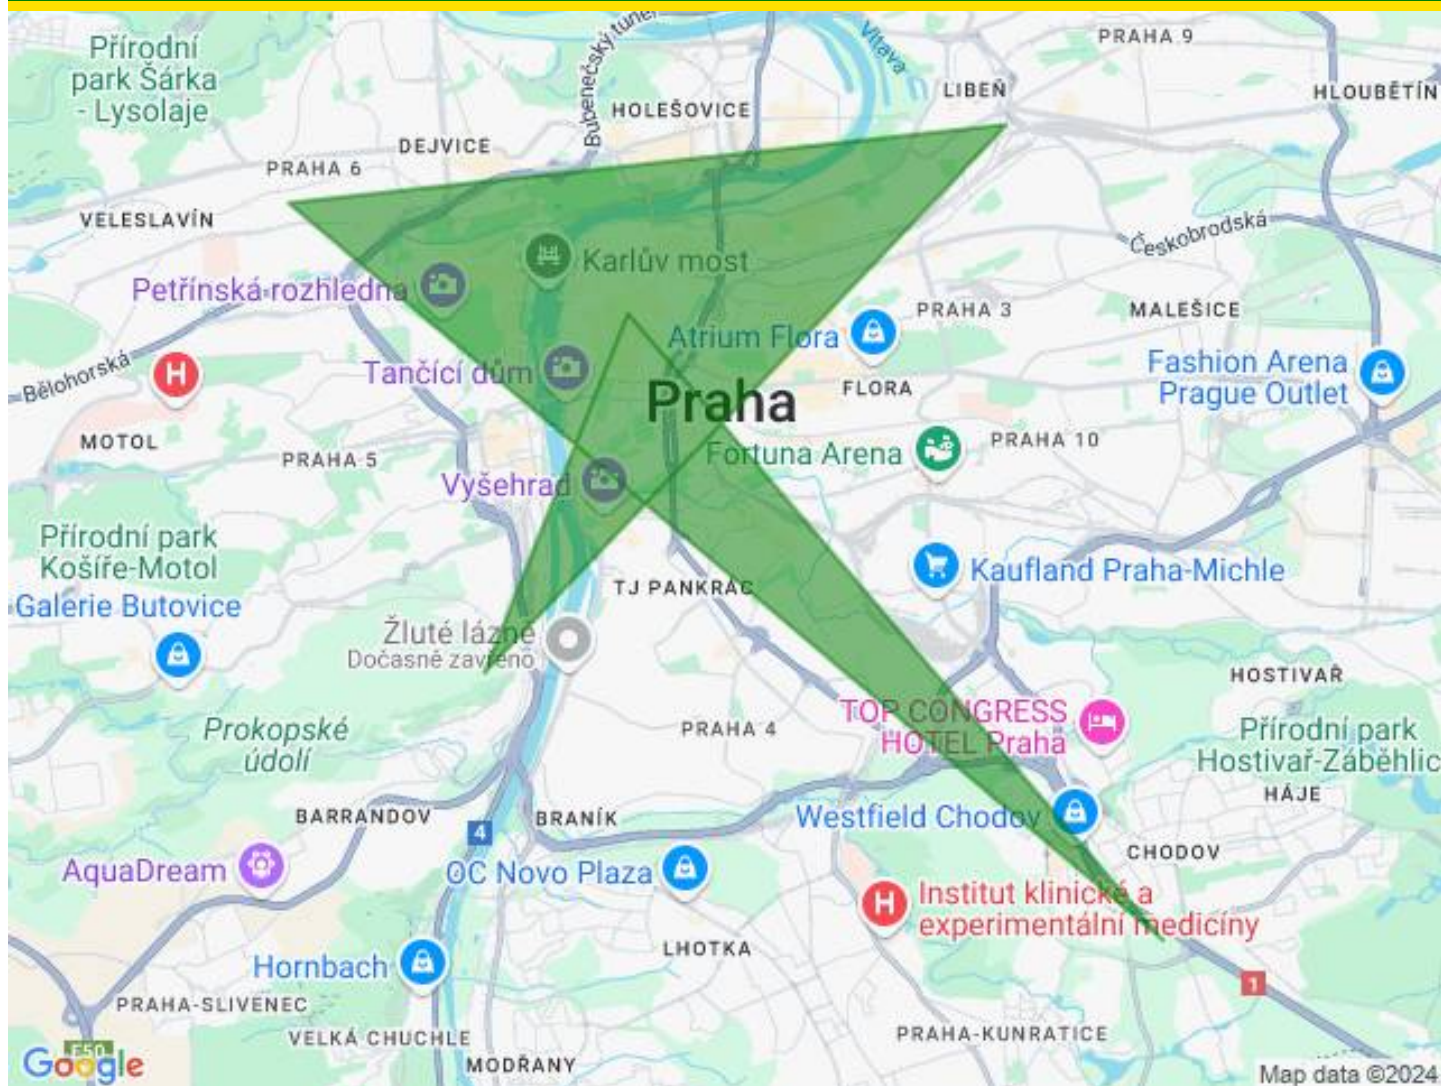 Bubenečský tunel
Vltava
PRAHA 9
Přírodní
park Šárka
- Lysolaje
LIBEŇ
HLOUBĚTÍN
HOLEŠOVICE
DEJVICE
PRAHA 6
VELESLAVÍN
Českobrodská
Karlův most
Petřínská rozhledna
PRAHA 3
MALEŠICE
Atrium Flora
Bělohorská
H
Tančící dům
Fashion Arena
Prague Outlet
FLORA
Praha
MOTOL
PRAHA 5
Fortuna Arena
PRAHA 10
Vyšehrad
Přírodní park
Košíře-Motol
Galerie Butovice
TJ PANKRÁC
Kaufland Praha-Michle
Žluté lázně
Dočasně zavřeno
HOSTIVAŘ
Prokopské
údolí
PRAHA 4
TOP CONGRESS
HOTEL Praha
Přírodní park
Hostivař-Záběhlic
HÁJE
BARRANDOV
4
BRANÍK
Westfield Chodov
CHODOV
AquaDream
OC Novo Plaza
H
Institut klinické a
experimentální medicíny
LHOTKA
Hornbach
1
PRAHA-SLIVENEC
VELKÁ CHUCHLE
PRAHA-KUNRATICE
E50
Google
MODŘANY
Map data ©2024